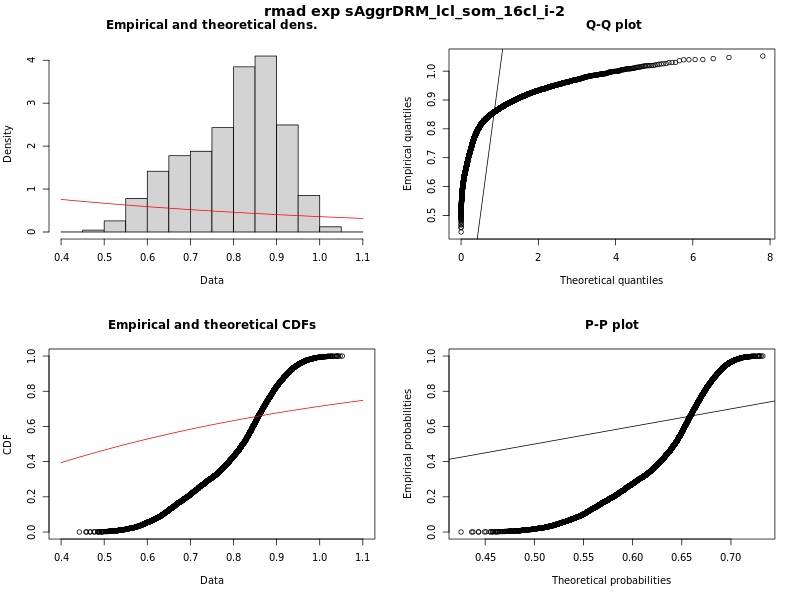 rmad exp sAggrDRM_lcl_som_16cl_i-2
Empirical and theoretical dens.
Density
0 1 2 3 4
0.4 0.5 0.6 0.7 0.8 0.9 1.0 1.1
Data
Q-Q plot
Empirical quantiles
0.5 0.6 0.7 0.8 0.9 1.0
0 2 4 6 8
Theoretical quantiles
Empirical and theoretical CDFs
CDF
0.0 0.2 0.4 0.6 0.8 1.0
0.4 0.5 0.6 0.7 0.8 0.9 1.0 1.1
Data
P-P plot
Empirical probabilities
0.0 0.2 0.4 0.6 0.8 1.0
0.45 0.50 0.55 0.60 0.65 0.70
Theoretical probabilities